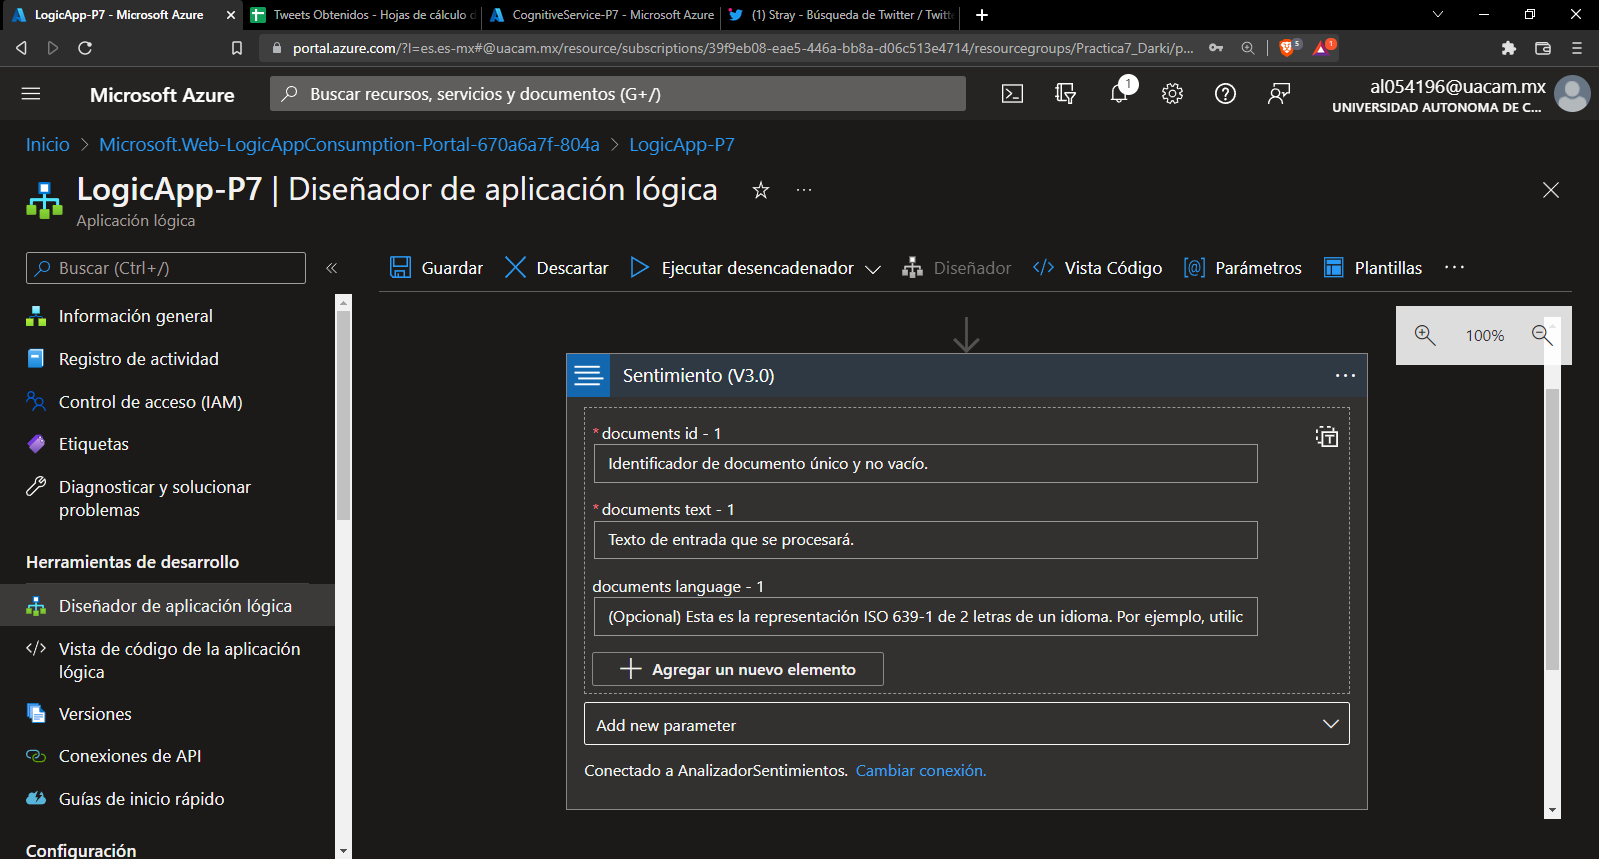 LogicApp-P7 - Microsoft Azure
Tweets Obtenidos - Hojas de cálculo d
CognitiveService-P7 - Microsoft Azure
(1) Stray - Búsqueda de Twitter / Twitte
portal.azure.com/?l=es.es-mx#@uacam.mx/resource/subscriptions/39f9eb08-eae5-446a-bb8a-d06c513e4714/resourcegroups/Practica7_Darki/p...
5
1
Microsoft Azure
Buscar recursos, servicios y documentos (G+/)
1
al054196@uacam.mx
UNIVERSIDAD AUTONOMA DE C...
Inicio > Microsoft.Web-LogicAppConsumption-Portal-670a6a7f-804a > LogicApp-P7
LogicApp-P7 | Diseñador de aplicación lógica
Aplicación lógica
Buscar (Ctrl+/)
Guardar
Descartar
Ejecutar desencadenador
Diseñador
Vista Código
Parámetros
Plantillas
Información general
Registro de actividad
Control de acceso (IAM)
Etiquetas
Diagnosticar y solucionar
problemas
Herramientas de desarrollo
Diseñador de aplicación lógica
Vista de código de la aplicación
lógica
Versiones
Conexiones de API
Guías de inicio rápido
Configuración
100%
Sentimiento (V3.0)
* documents id - 1
Identificador de documento único y no vacío.
* documents text - 1
Texto de entrada que se procesará.
documents language - 1
(Opcional) Esta es la representación ISO 639-1 de 2 letras de un idioma. Por ejemplo, utilic
Agregar un nuevo elemento
Add new parameter
Conectado a AnalizadorSentimientos. Cambiar conexión.